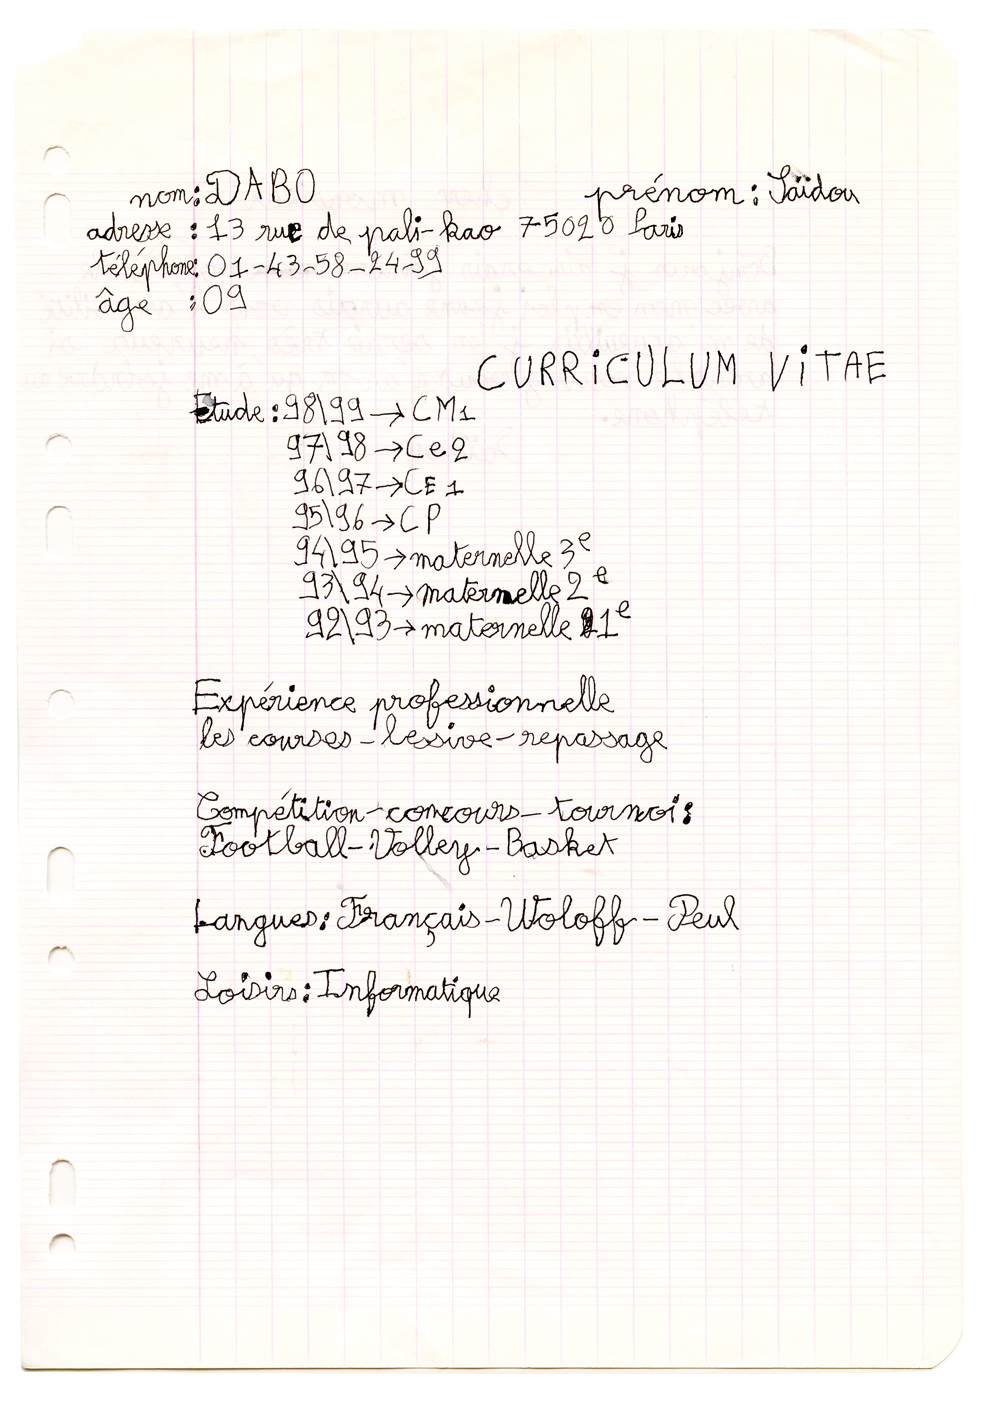 nom: DABO prénom : Saïdou
adresse : 13 rue de pali-kao 75020 Paris
téléphone: 01-43-58-24-99
âge : 09
CURRiCULUM ViTAE
Etude : 98\99 → CM1
97\98 → Ce2
96\97 → CE1
95\96 → CP
94\95 → maternelle 3e
93\94 → maternelle 2e
92\93 → maternelle 1e
Expérience professionnelle
les courses - lessive - repassage
Compétition - concours - tournoi :
Football - Volley - Basket
Langues : Français - Woloff - Peul
Loisirs : Informatique